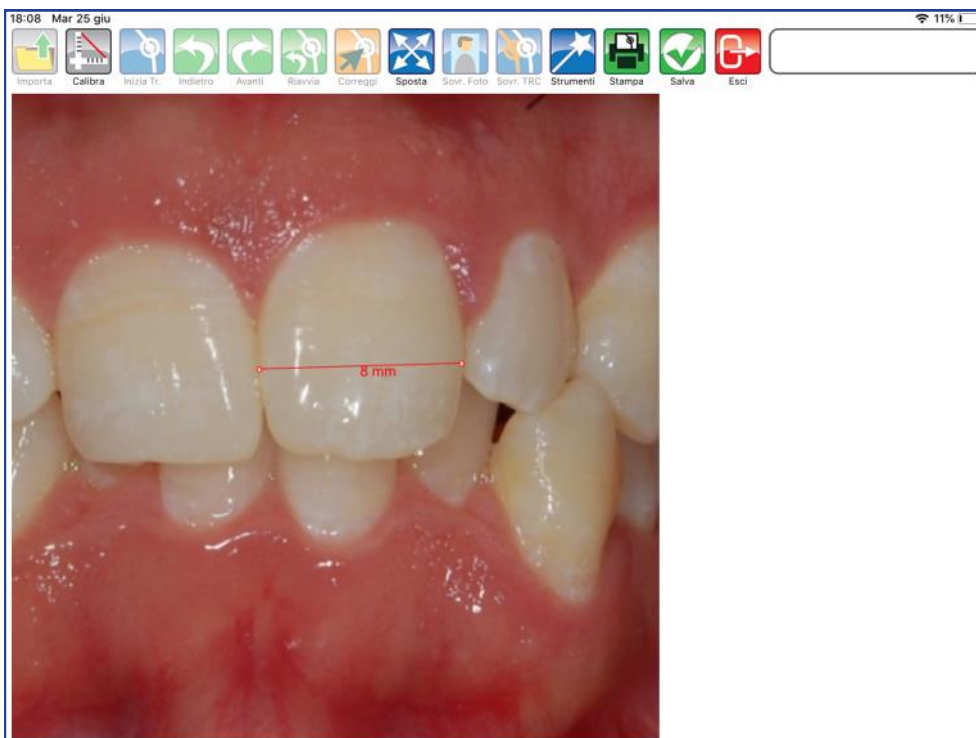 18:08 Mar 25 giu
11%
Importa Calibra Inizia Tr. Indietro Avanti Riavvia Correggi Sposta Sovr. Foto Sovr. TRC Strumenti Stampa Salva Esci
8 mm